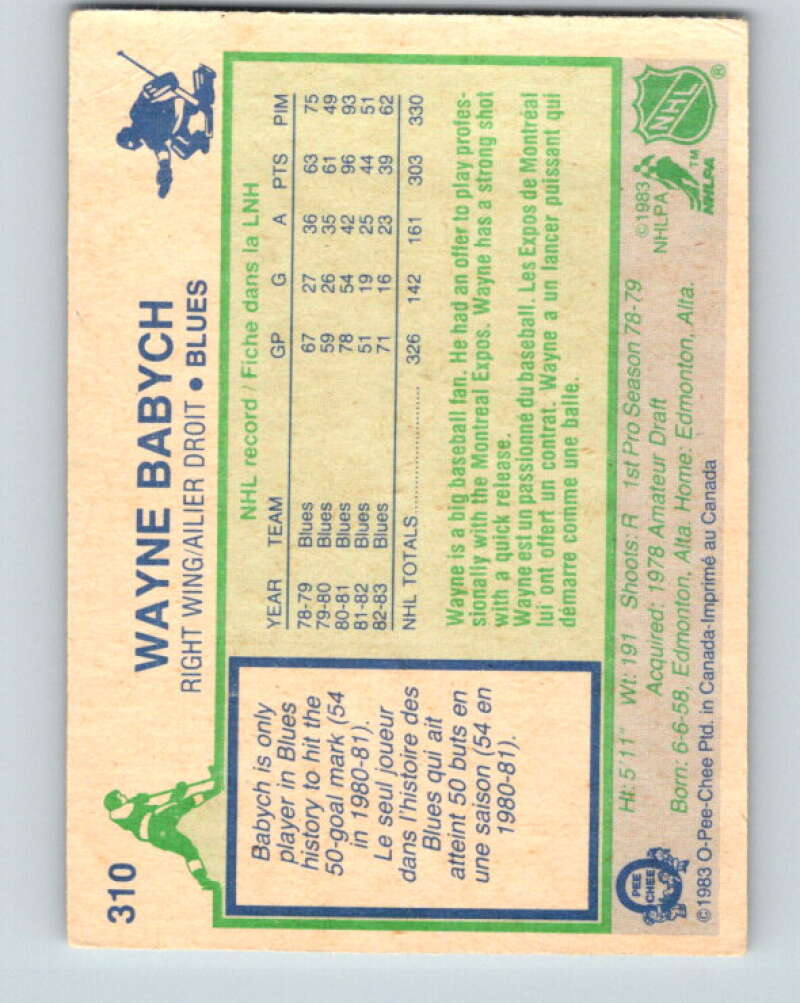 310
WAYNE BABYCH
RIGHT WING/AILIER DROIT • BLUES
Babych is only
player in Blues
history to hit the
50-goal mark (54
in 1980-81).
Le seul joueur
dans l'histoire des
Blues qui ait
atteint 50 buts en
une saison (54 en
1980-81).
NHL record / Fiche dans la LNH
YEAR TEAM GP G A PTS PIM
78-79 Blues 67 27 36 63 75
79-80 Blues 59 26 35 61 49
80-81 Blues 78 54 42 96 93
81-82 Blues 51 19 25 44 51
82-83 Blues 71 16 23 39 62
NHL TOTALS 326 142 161 303 330
Wayne is a big baseball fan. He had an offer to play profes-
sionally with the Montreal Expos. Wayne has a strong shot
with a quick release.
Wayne est un passionné du baseball. Les Expos de Montréal
lui ont offert un contrat. Wayne a un lancer puissant qui
démarre comme une balle.
Ht: 5'11" Wt: 191 Shoots: R 1st Pro Season 78-79
Acquired: 1978 Amateur Draft
Born: 6-6-58, Edmonton, Alta. Home: Edmonton, Alta.
©1983 O-Pee-Chee Ptd. in Canada-Imprimé au Canada
O PEE CHEE
©1983
NHLPA
NHLPA™
NHL®